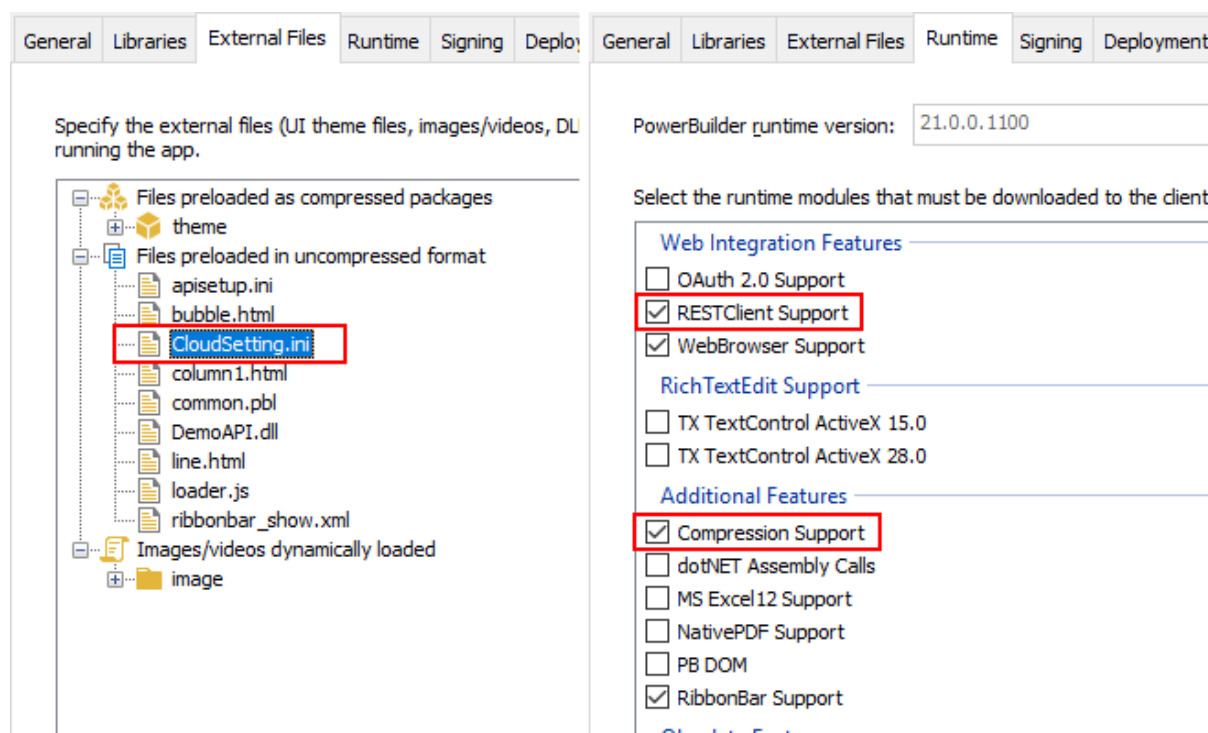 General Libraries External Files Runtime Signing Deploy
Specify the external files (UI theme files, images/videos, DL
running the app.
Files preloaded as compressed packages
theme
Files preloaded in uncompressed format
apisetup.ini
bubble.html
CloudSetting.ini
column1.html
common.pbl
DemoAPI.dll
line.html
loader.js
ribbonbar_show.xml
Images/videos dynamically loaded
image
General Libraries External Files Runtime Signing Deployment
PowerBuilder runtime version: 21.0.0.1100
Select the runtime modules that must be downloaded to the client
Web Integration Features
OAuth 2.0 Support
RESTClient Support
WebBrowser Support
RichTextEdit Support
TX TextControl ActiveX 15.0
TX TextControl ActiveX 28.0
Additional Features
Compression Support
dotNET Assembly Calls
MS Excel12 Support
NativePDF Support
PB DOM
RibbonBar Support